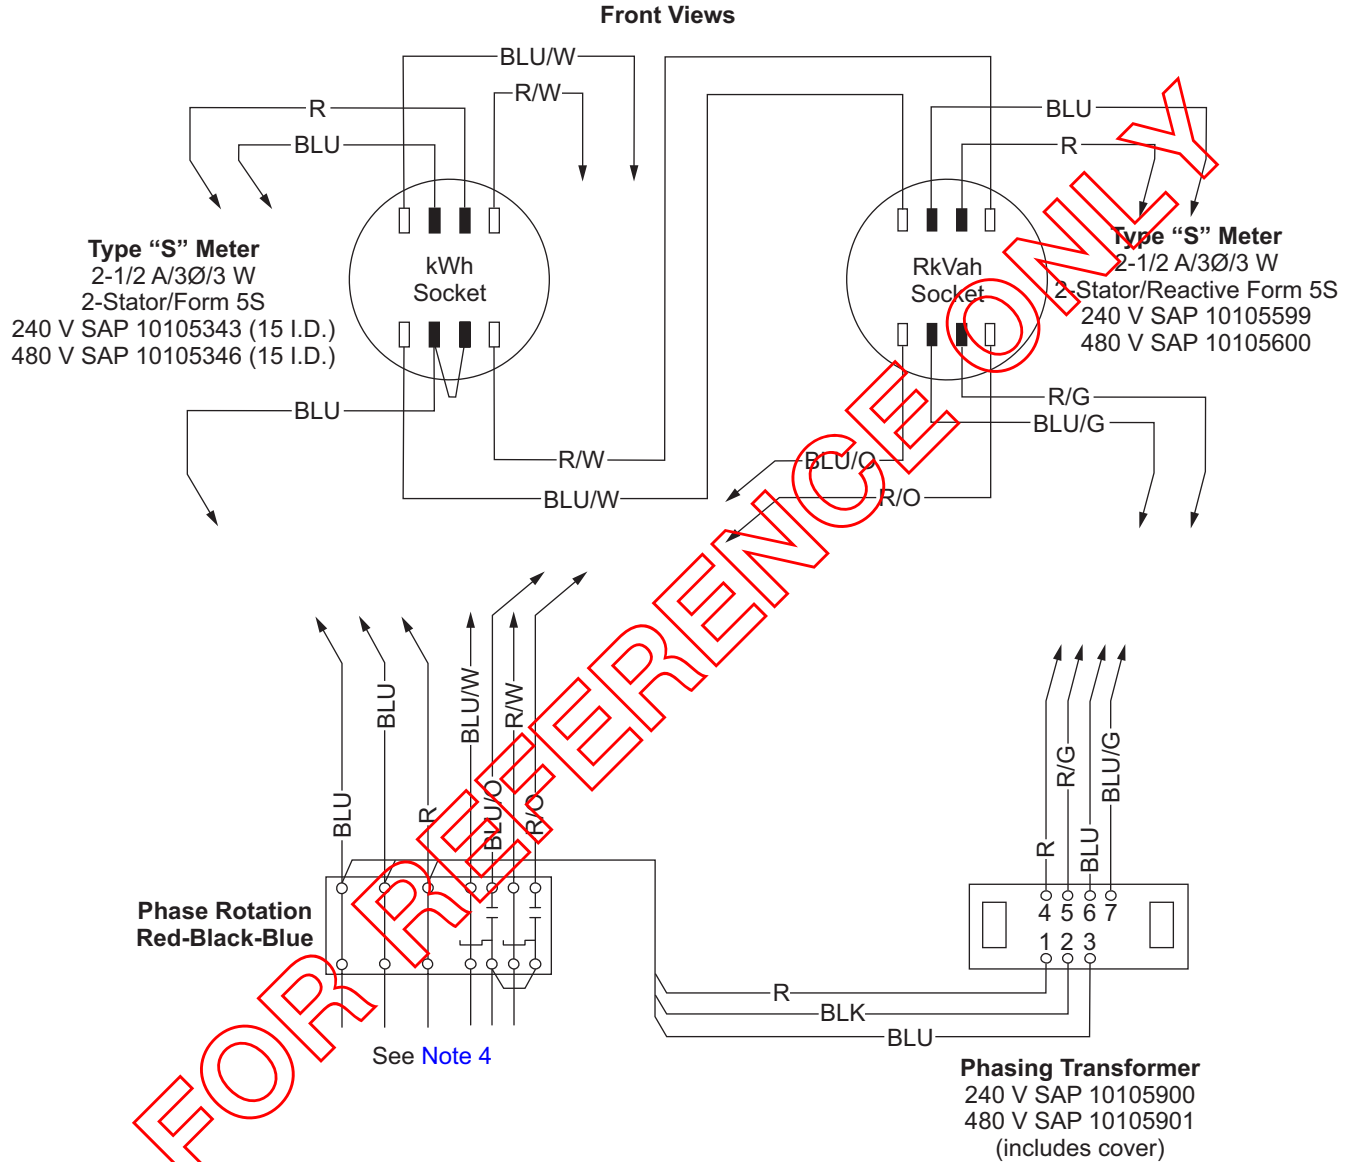 Front Views
BLU/W
R/W
R
BLU
BLU
R
kWh
Socket
RkVah
Socket
Type “S” Meter
2-1/2 A/3Ø/3 W
2-Stator/Form 5S
240 V SAP 10105343 (15 I.D.)
480 V SAP 10105346 (15 I.D.)
Type “S” Meter
2-1/2 A/3Ø/3 W
2-Stator/Reactive Form 5S
240 V SAP 10105599
480 V SAP 10105600
BLU
R/W
BLU/W
R/G
BLU/G
BLU/O
R/O
BLU
BLU
R
BLU/W
BLU/O
R/W
R/O
R
R/G
BLU
BLU/G
Phase Rotation
Red-Black-Blue
4 5 6 7
1 2 3
R
BLK
BLU
See Note 4
Phasing Transformer
240 V SAP 10105900
480 V SAP 10105901
(includes cover)
FOR REFERENCE ONLY